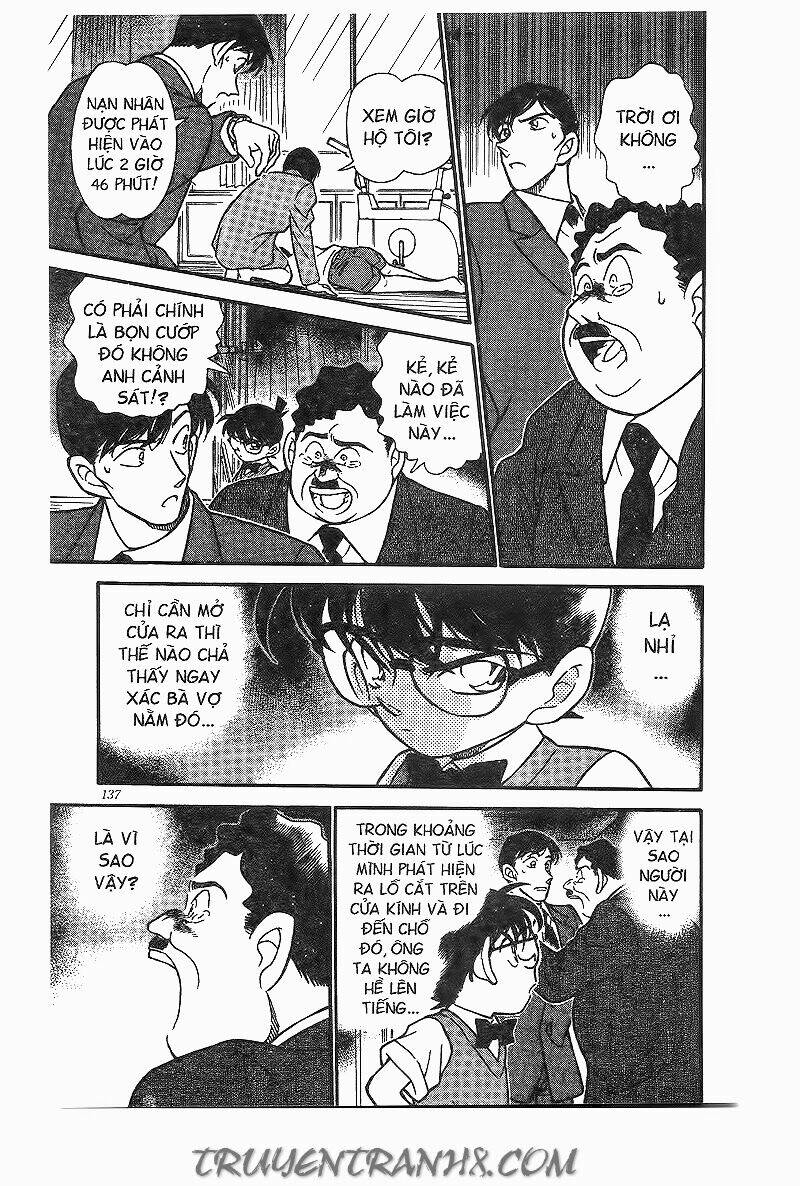 TRỜI ƠI
KHÔNG
...
XEM GIỜ
HỘ TÔI?
NẠN NHÂN
ĐƯỢC PHÁT
HIỆN VÀO
LÚC 2 GIỜ
46 PHÚT!
KẺ, KẺ
NÀO ĐÃ
LÀM VIỆC
NÀY...
CÓ PHẢI CHÍNH
LÀ BỌN CƯỚP
ĐÓ KHÔNG
ANH CẢNH
SÁT!?
LẠ
NHỈ
...
CHỈ CẦN MỞ
CỬA RA THÌ
THẾ NÀO CHẢ
THẤY NGAY
XÁC BÀ VỢ
NẰM ĐÓ...
137
VẬY TẠI
SAO
NGƯỜI
NÀY
...
TRONG KHOẢNG
THỜI GIAN TỪ LÚC
MÌNH PHÁT HIỆN
RA LỔ CẮT TRÊN
CỬA KÍNH VÀ ĐI
ĐẾN CHỔ
ĐÓ, ÔNG
TA KHÔNG
HỀ LÊN
TIẾNG...
LÀ VÌ
SAO
VẬY?
TRUYENTRANH8.COM